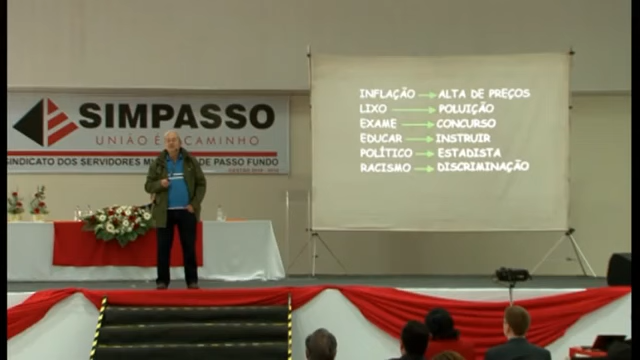 SIMPASSO
UNIÃO É CAMINHO
SINDICATO DOS SERVIDORES DE PASSO FUNDO
INFLAÇÃO → ALTA DE PREÇOS
LIXO → POLUIÇÃO
EXAME → CONCURSO
EDUCAR → INSTRUIR
POLÍTICO → ESTADISTA
RACISMO → DISCRIMINAÇÃO